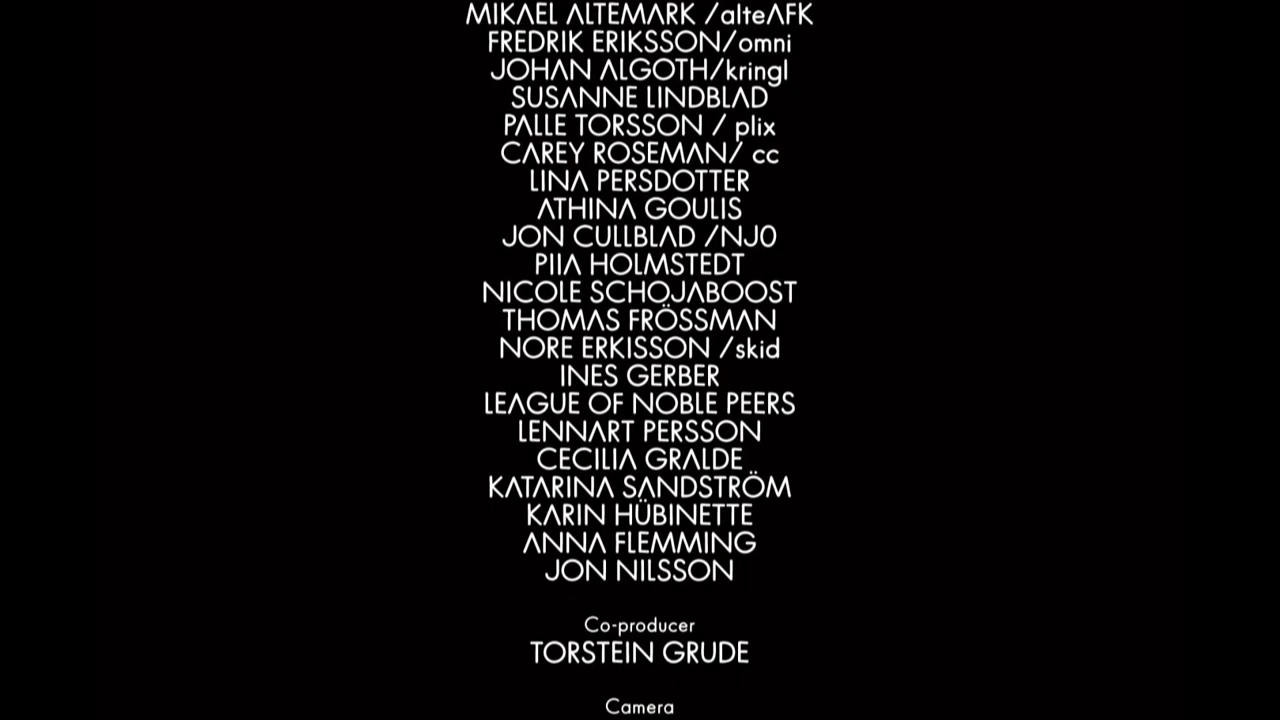 MIKAEL ALTEMARK /alteAFK
FREDRIK ERIKSSON/omni
JOHAN ALGOTH/kringl
SUSANNE LINDBLAD
PALLE TORSSON / plix
CAREY ROSEMAN/ cc
LINA PERSDOTTER
ATHINA GOULIS
JON CULLBLAD /NJ0
PIIA HOLMSTEDT
NICOLE SCHOJABOOST
THOMAS FRÖSSMAN
NORE ERKISSON /skid
INES GERBER
LEAGUE OF NOBLE PEERS
LENNART PERSSON
CECILIA GRALDE
KATARINA SANDSTRÖM
KARIN HÜBINETTE
ANNA FLEMMING
JON NILSSON
Co-producer
TORSTEIN GRUDE
Camera